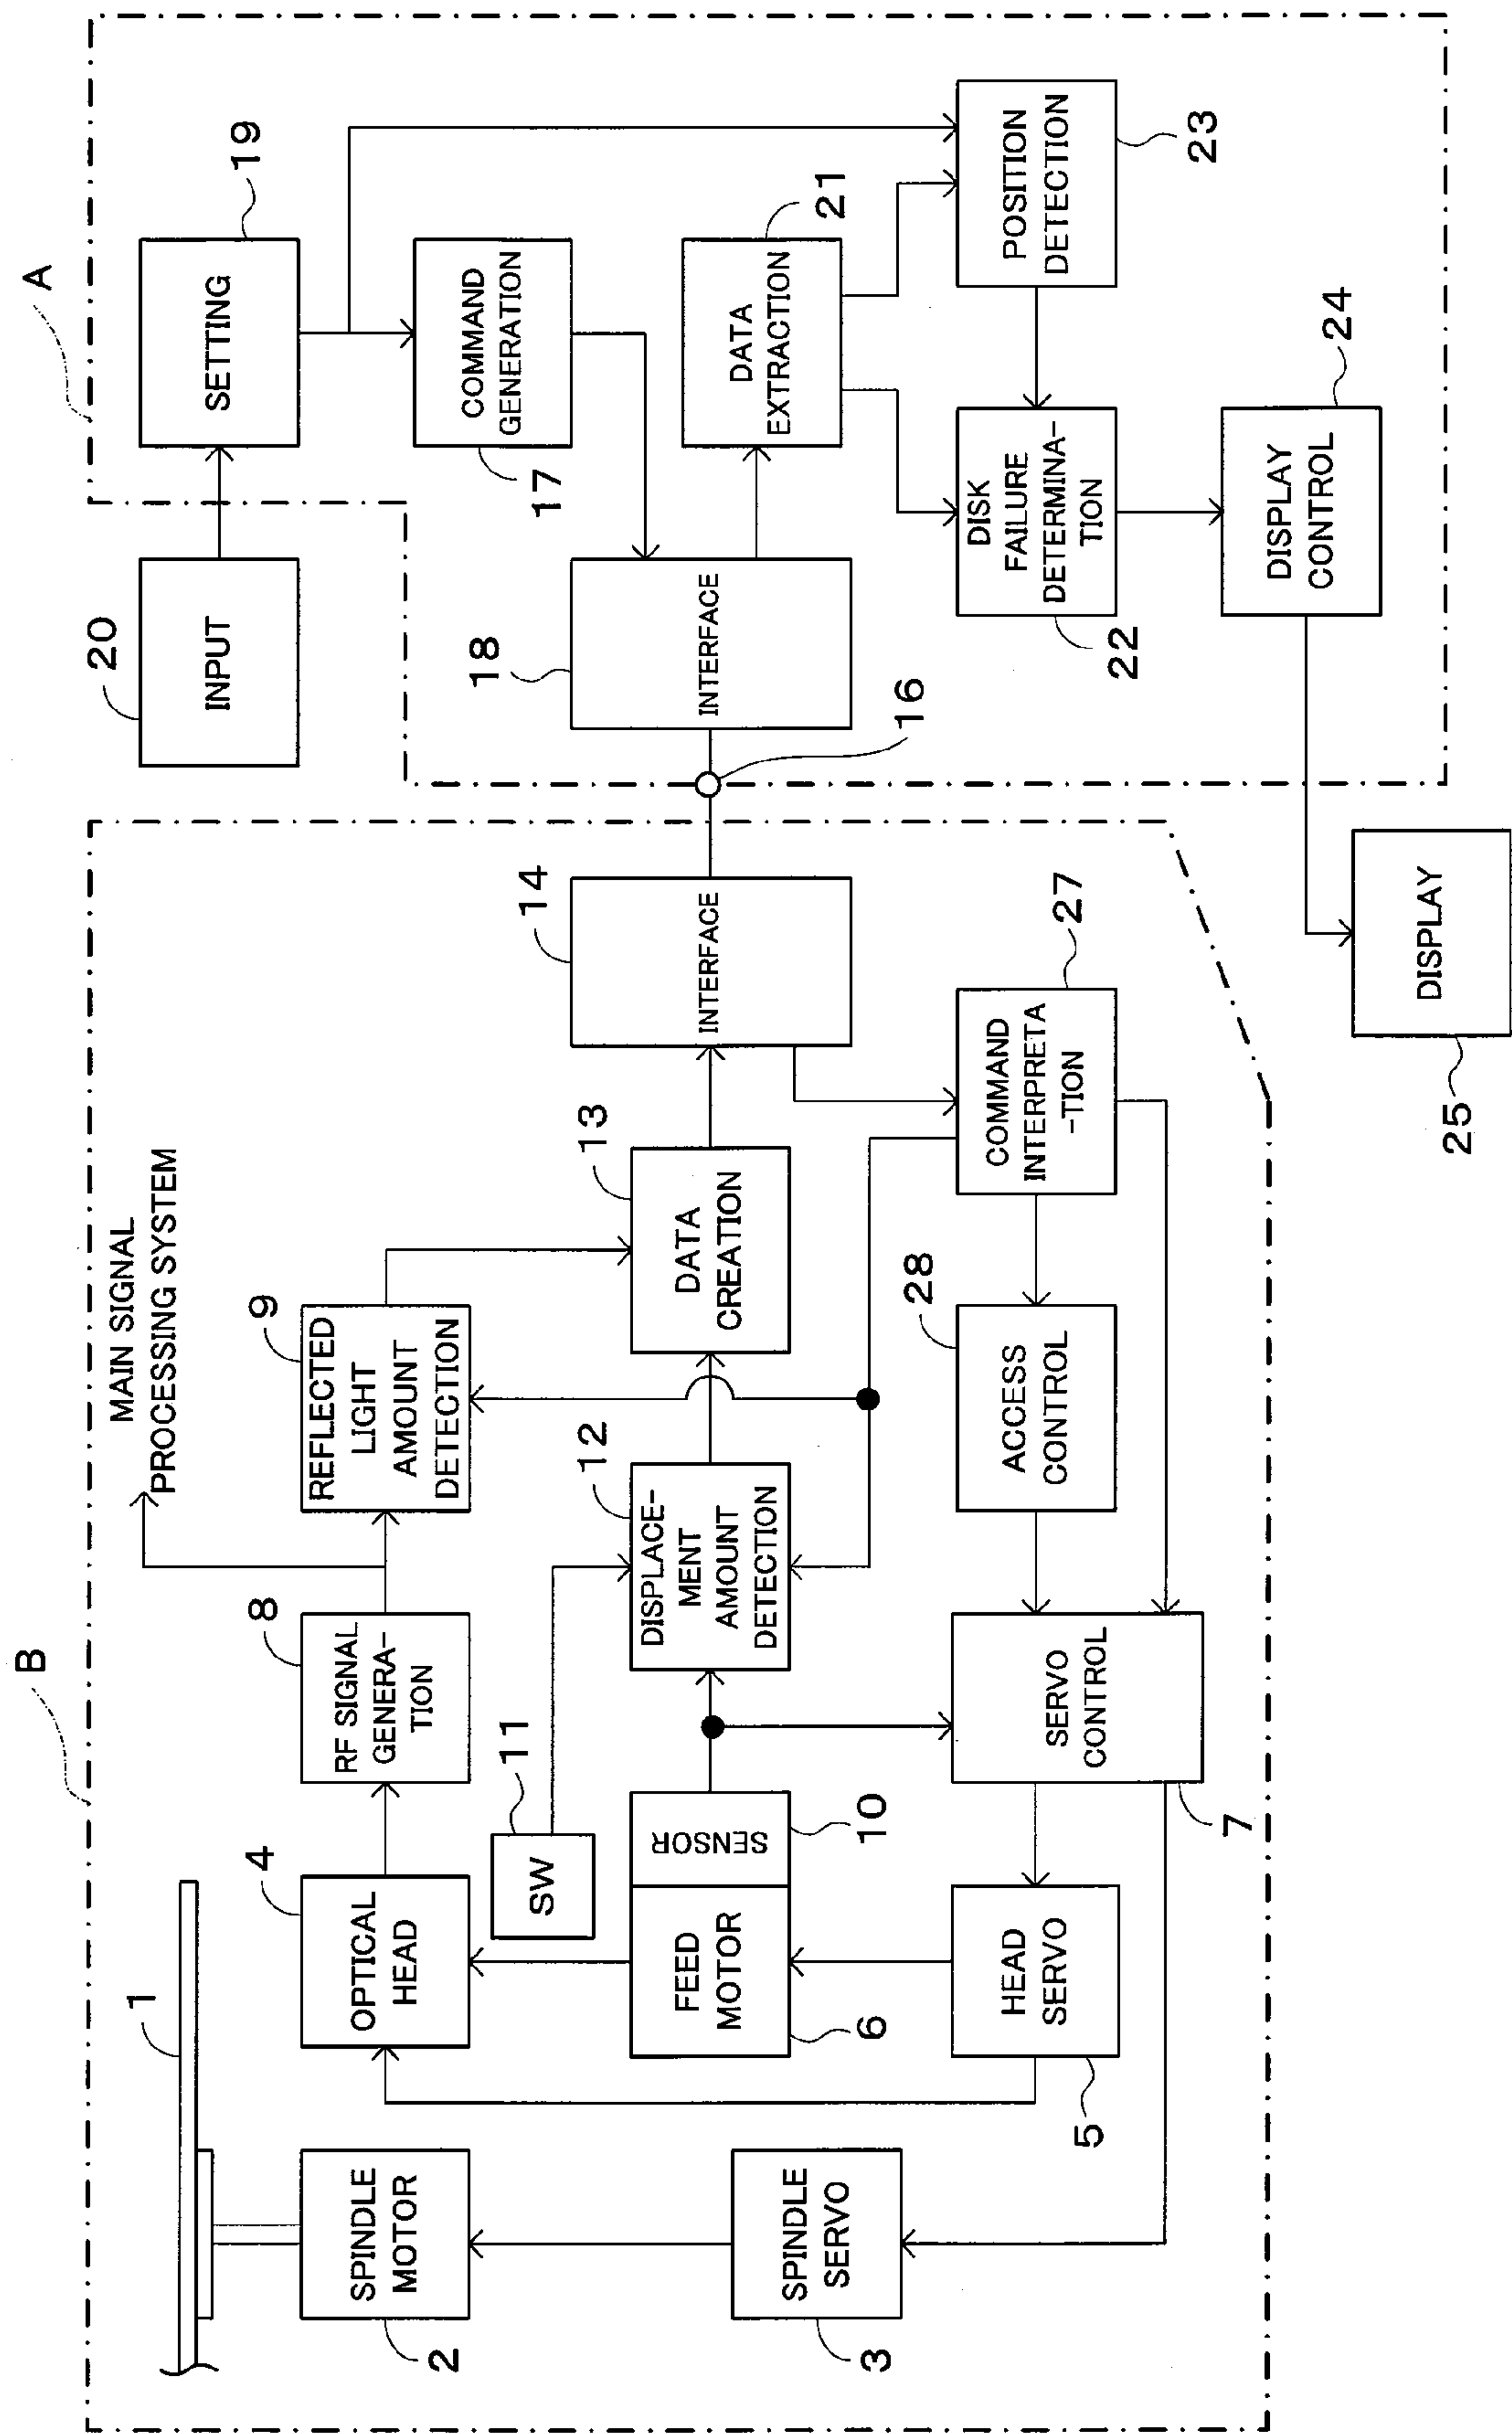 B
A
1
MAIN SIGNAL
PROCESSING SYSTEM
20
INPUT
SETTING
19
SPINDLE
MOTOR
2
4
OPTICAL
HEAD
8
RF SIGNAL
GENERA-
TION
9
REFLECTED
LIGHT
AMOUNT
DETECTION
COMMAND
GENERATION
17
SW
11
18
INTERFACE
14
INTERFACE
16
FEED
MOTOR
6
SENSOR
10
12
DISPLACE-
MENT
AMOUNT
DETECTION
13
DATA
CREATION
DATA
EXTRACTION
21
SPINDLE
SERVO
3
HEAD
SERVO
5
SERVO
CONTROL
7
28
ACCESS
CONTROL
COMMAND
INTERPRETA
-TION
27
DISK
FAILURE
DETERMINA-
TION
22
POSITION
DETECTION
23
DISPLAY
CONTROL
24
DISPLAY
25